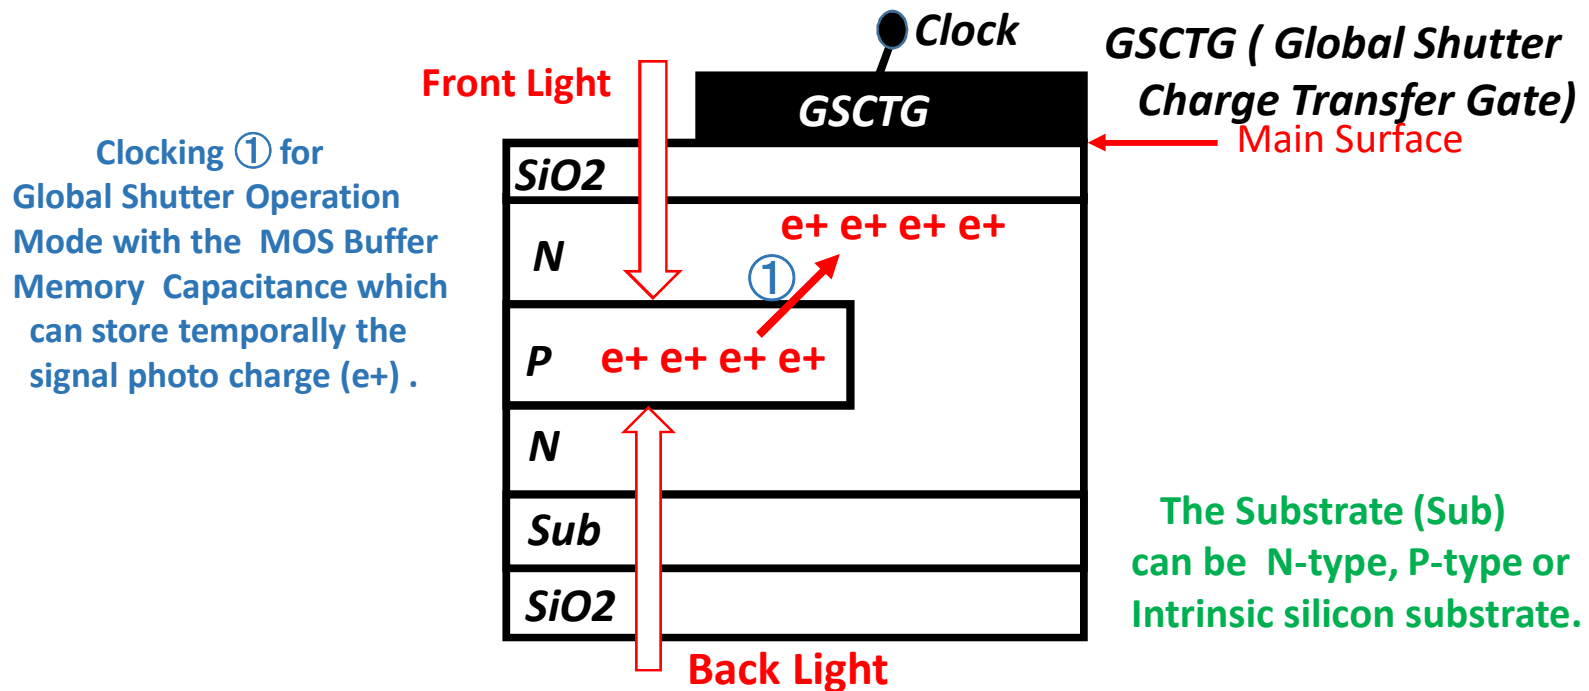 Clock
GSCTG ( Global Shutter
Charge Transfer Gate)
Front Light
GSCTG
Main Surface
Clocking ① for
Global Shutter Operation
Mode with the MOS Buffer
Memory Capacitance which
can store temporally the
signal photo charge (e+) .
SiO2
e+ e+ e+ e+
N
①
P
e+ e+ e+ e+
N
Sub
SiO2
The Substrate (Sub)
can be N-type, P-type or
Intrinsic silicon substrate.
Back Light